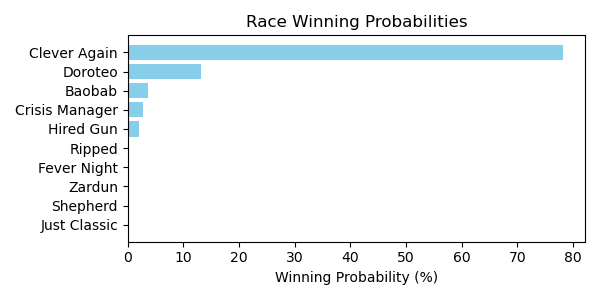 Race Winning Probabilities
Clever Again
Doroteo
Baobab
Crisis Manager
Hired Gun
Ripped
Fever Night
Zardun
Shepherd
Just Classic
0 10 20 30 40 50 60 70 80
Winning Probability (%)